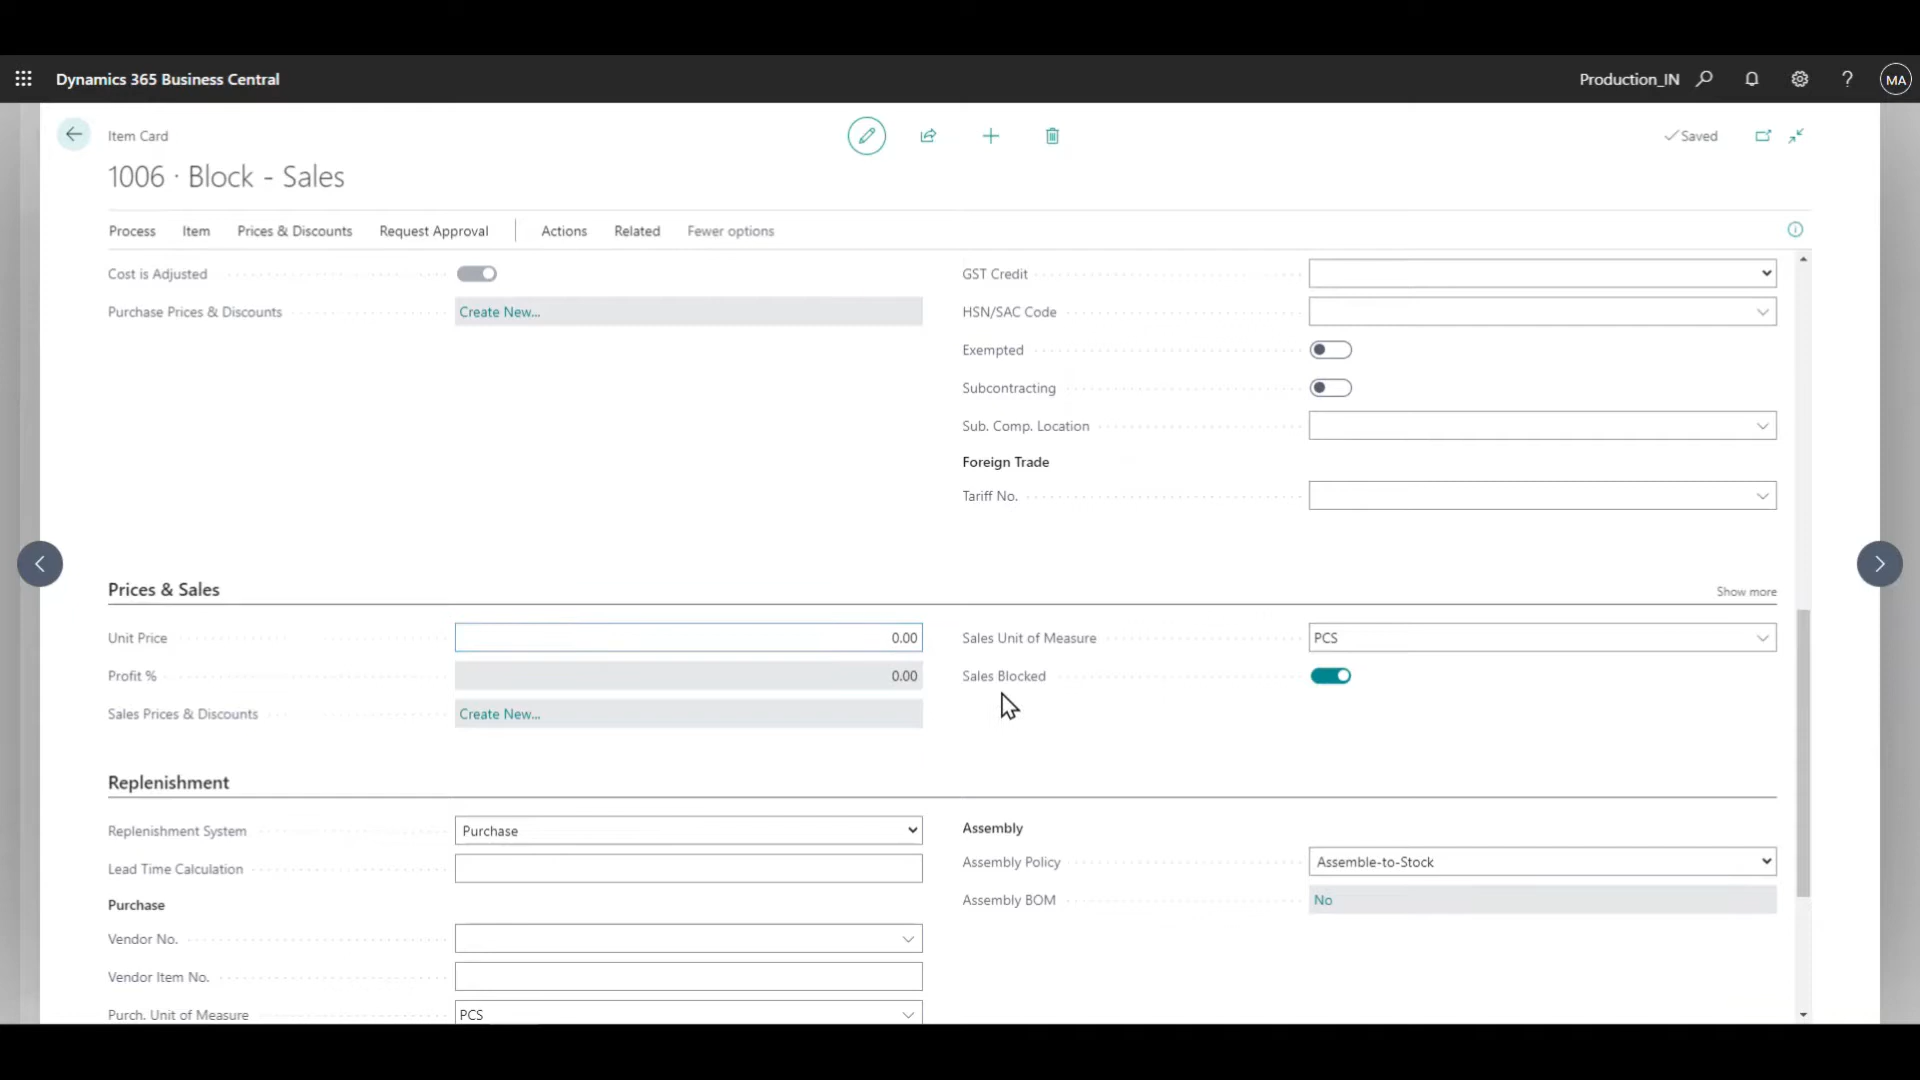 Dynamics 365 Business Central
Production_IN
?
MA
Item Card
Saved
1006 · Block - Sales
Process Item Prices & Discounts Request Approval Actions Related Fewer options
Cost is Adjusted
Purchase Prices & Discounts Create New...
GST Credit
HSN/SAC Code
Exempted
Subcontracting
Sub. Comp. Location
Foreign Trade
Tariff No.
Prices & Sales
Show more
Unit Price 0.00
Profit % 0.00
Sales Prices & Discounts Create New...
Sales Unit of Measure PCS
Sales Blocked
Replenishment
Replenishment System Purchase
Lead Time Calculation
Purchase
Vendor No.
Vendor Item No.
Purch. Unit of Measure PCS
Assembly
Assembly Policy Assemble-to-Stock
Assembly BOM No